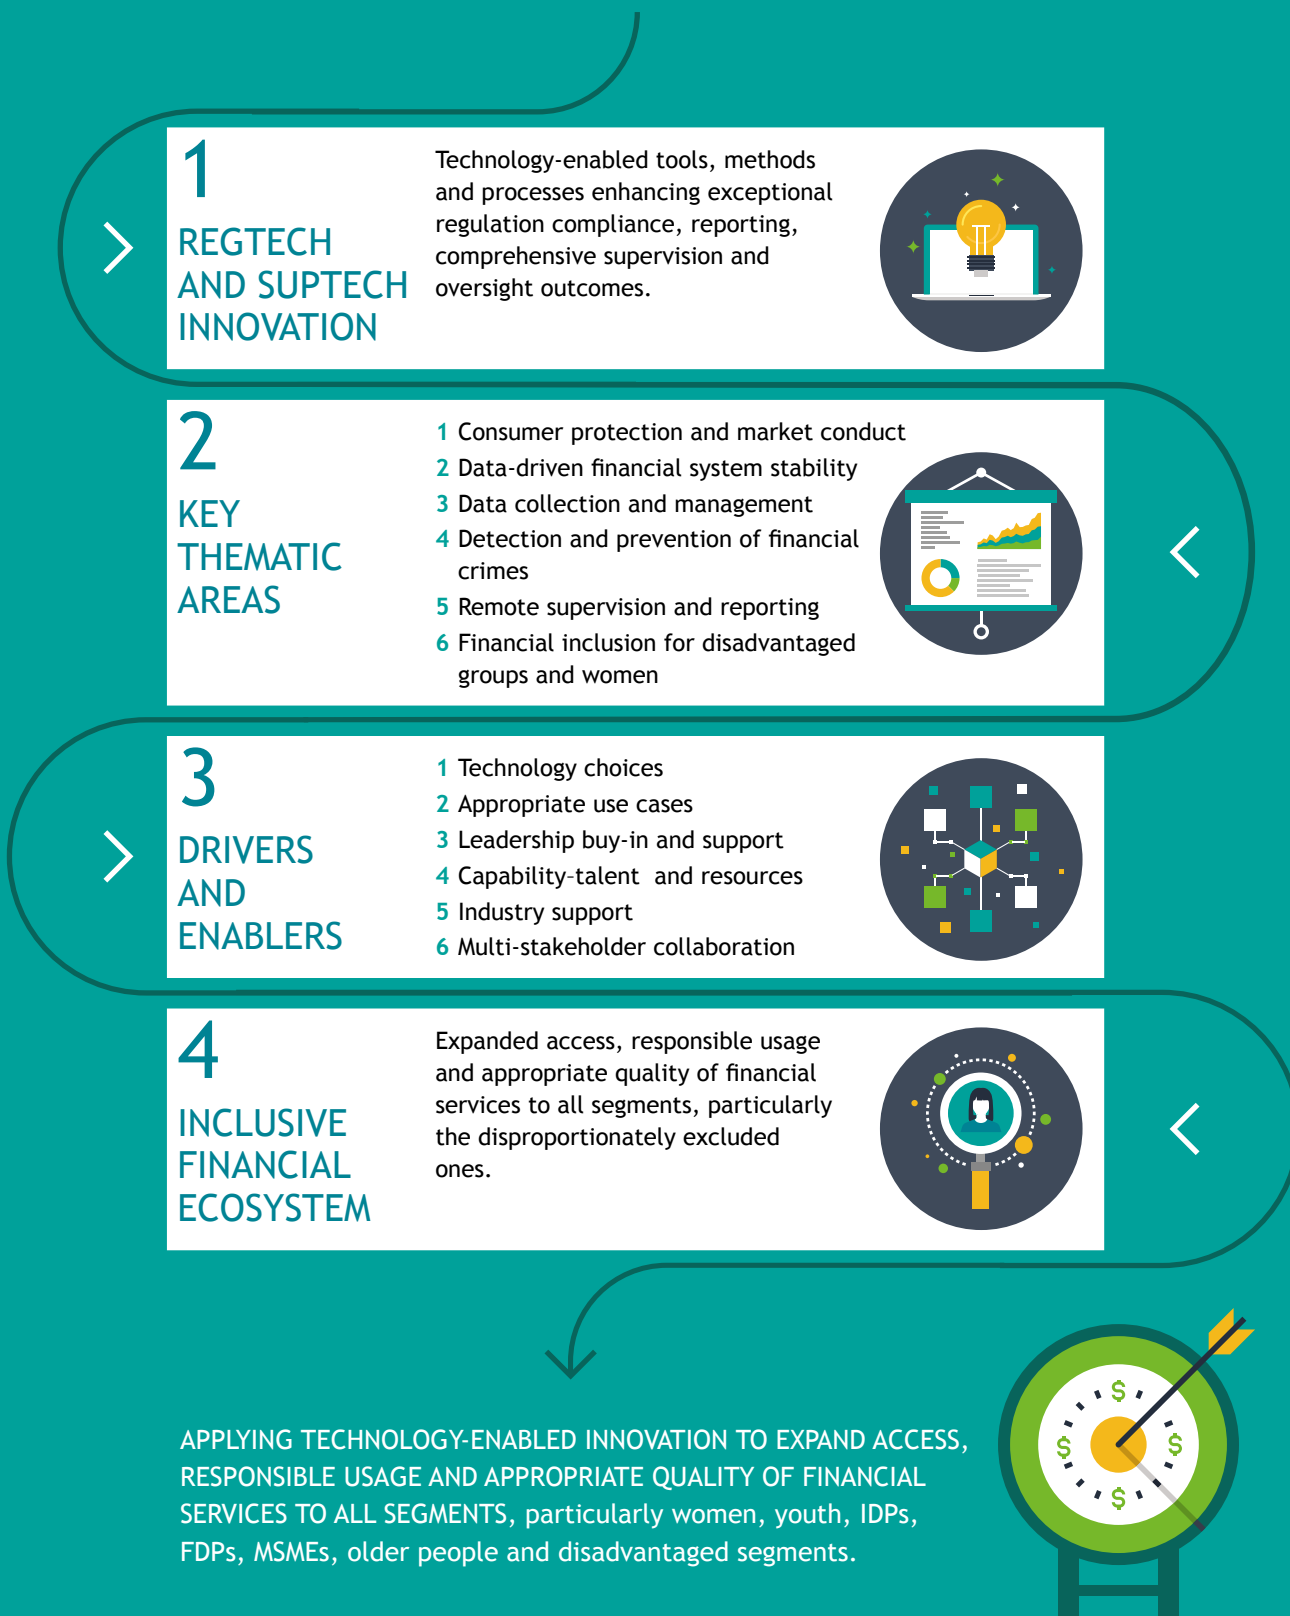 1
REGTECH
AND SUPTECH
INNOVATION
Technology-enabled tools, methods
and processes enhancing exceptional
regulation compliance, reporting,
comprehensive supervision and
oversight outcomes.
2
KEY
THEMATIC
AREAS
1 Consumer protection and market conduct
2 Data-driven financial system stability
3 Data collection and management
4 Detection and prevention of financial
crimes
5 Remote supervision and reporting
6 Financial inclusion for disadvantaged
groups and women
3
DRIVERS
AND
ENABLERS
1 Technology choices
2 Appropriate use cases
3 Leadership buy-in and support
4 Capability-talent and resources
5 Industry support
6 Multi-stakeholder collaboration
4
INCLUSIVE
FINANCIAL
ECOSYSTEM
Expanded access, responsible usage
and appropriate quality of financial
services to all segments, particularly
the disproportionately excluded
ones.
APPLYING TECHNOLOGY-ENABLED INNOVATION TO EXPAND ACCESS,
RESPONSIBLE USAGE AND APPROPRIATE QUALITY OF FINANCIAL
SERVICES TO ALL SEGMENTS, particularly women, youth, IDPs,
FDPs, MSMEs, older people and disadvantaged segments.
$
$
$
$